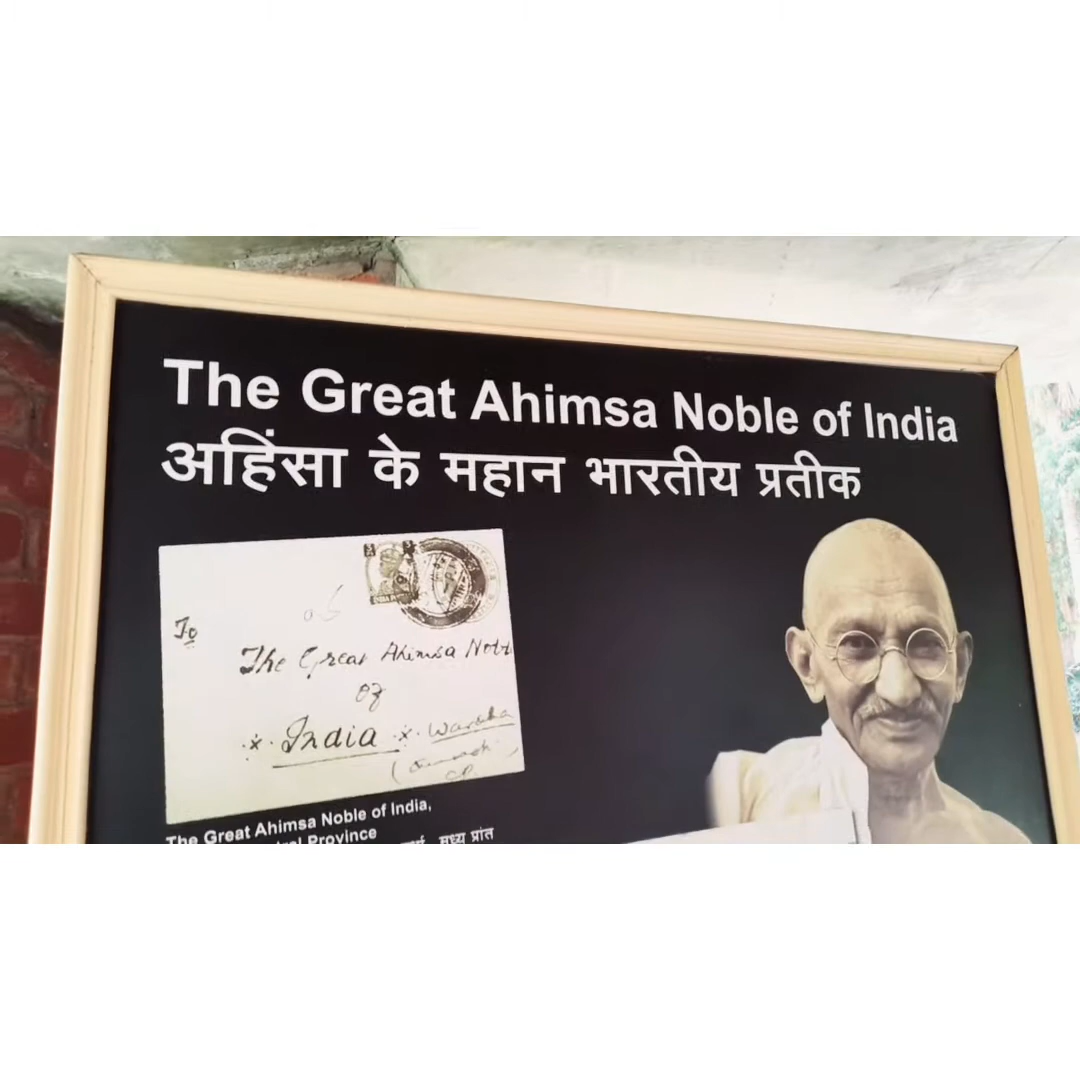 The Great Ahimsa Noble of India
अहिंसा के महान भारतीय प्रतीक
To
The Great Ahimsa Nobl
of
India
Wardha
C.P.
The Great Ahimsa Noble of India,
Province
मध्य प्रांत